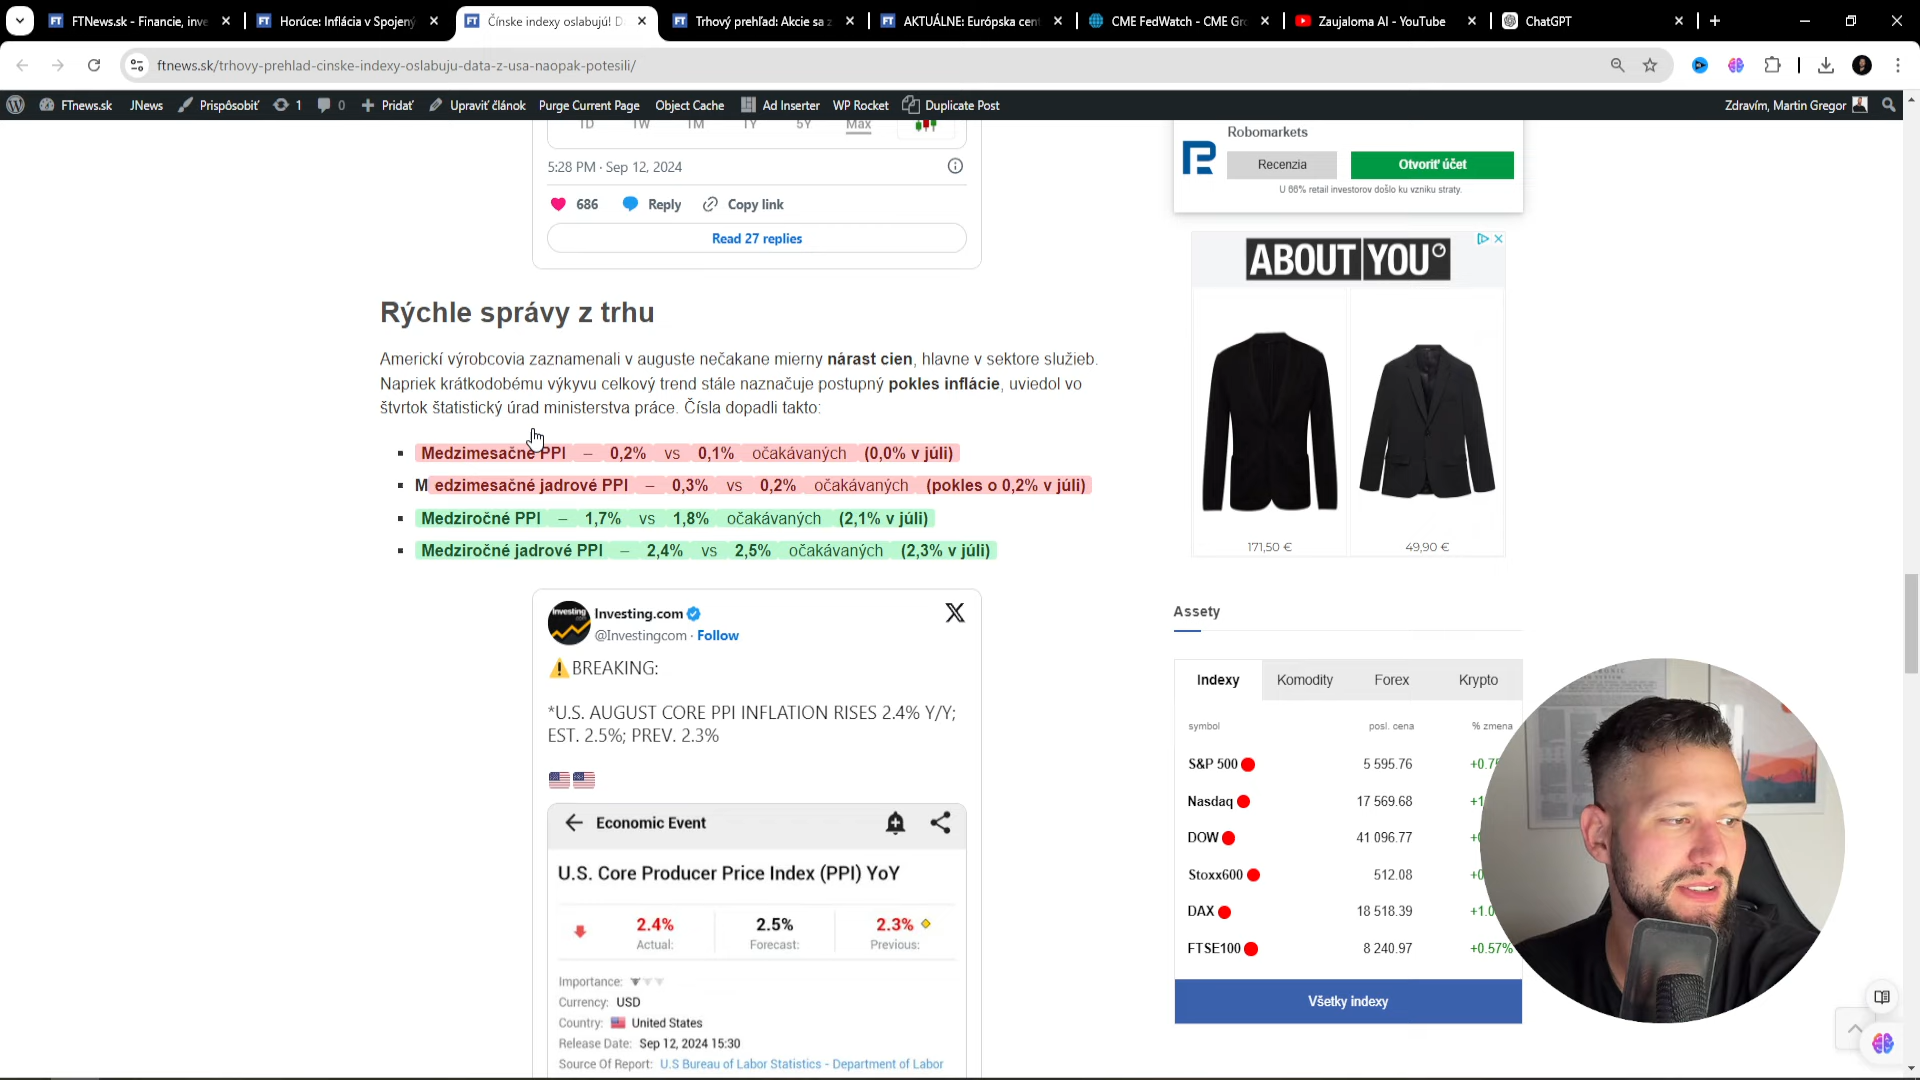 FTNews.sk - Financie, inve
Horúce: Inflácia v Spojený
Čínske indexy oslabujú! D
Trhový prehľad: Akcie sa z
AKTUÁLNE: Európska cen
CME FedWatch - CME Gr
Zaujaloma AI - YouTube
ChatGPT
ftnews.sk/trhovy-prehlad-cinske-indexy-oslabuju-data-z-usa-naopak-potesili/
FTnews.sk JNews Prispôsobiť 1 0 Pridať Upraviť článok Purge Current Page Object Cache Ad Inserter WP Rocket Duplicate Post Zdravím, Martin Gregor
1D 1W 1M 1Y 5Y Max
5:28 PM · Sep 12, 2024
686 Reply Copy link
Read 27 replies
Rýchle správy z trhu
Americkí výrobcovia zaznamenali v auguste nečakane mierny nárast cien, hlavne v sektore služieb.
Napriek krátkodobému výkyvu celkový trend stále naznačuje postupný pokles inflácie, uviedol vo
štvrtok štatistický úrad ministerstva práce. Čísla dopadli takto:
Medzimesačné PPI – 0,2% vs 0,1% očakávaných (0,0% v júli)
Medzimesačné jadrové PPI – 0,3% vs 0,2% očakávaných (pokles o 0,2% v júli)
Medziročné PPI – 1,7% vs 1,8% očakávaných (2,1% v júli)
Medziročné jadrové PPI – 2,4% vs 2,5% očakávaných (2,3% v júli)
Investing.com
@Investingcom · Follow
BREAKING:
*U.S. AUGUST CORE PPI INFLATION RISES 2.4% Y/Y;
EST. 2.5%; PREV. 2.3%
Economic Event
U.S. Core Producer Price Index (PPI) YoY
2.4% 2.5% 2.3%
Actual: Forecast: Previous:
Importance:
Currency: USD
Country: United States
Release Date: Sep 12, 2024 15:30
Source Of Report: U.S Bureau of Labor Statistics - Department of Labor
Robomarkets
Recenzia Otvoriť účet
U 66% retail investorov došlo ku vzniku straty.
ABOUT YOU
171,50 € 49,90 €
Assety
Indexy Komodity Forex Krypto
symbol posl. cena % zmena
S&P 500 5 595.76
Nasdaq 17 569.68
DOW 41 096.77
Stoxx600 512.08
DAX 18 518.39
FTSE100 8 240.97 +0.57%
Všetky indexy